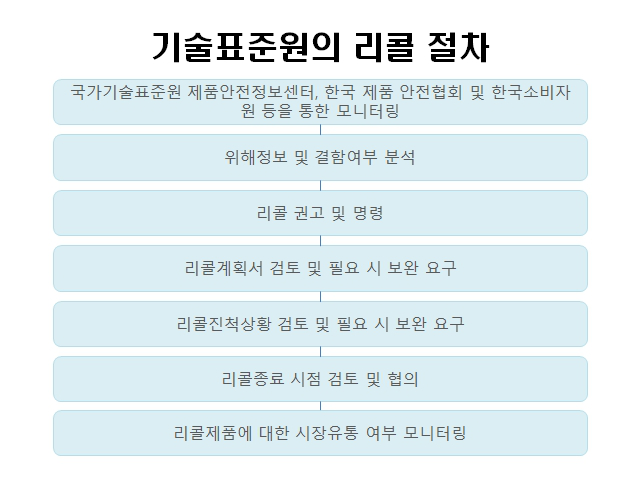 기술표준원의 리콜 절차
국가기술표준원 제품안전정보센터, 한국 제품 안전협회 및 한국소비자
원 등을 통한 모니터링
위해정보 및 결함여부 분석
리콜 권고 및 명령
리콜계획서 검토 및 필요 시 보완 요구
리콜진척상황 검토 및 필요 시 보완 요구
리콜종료 시점 검토 및 협의
리콜제품에 대한 시장유통 여부 모니터링